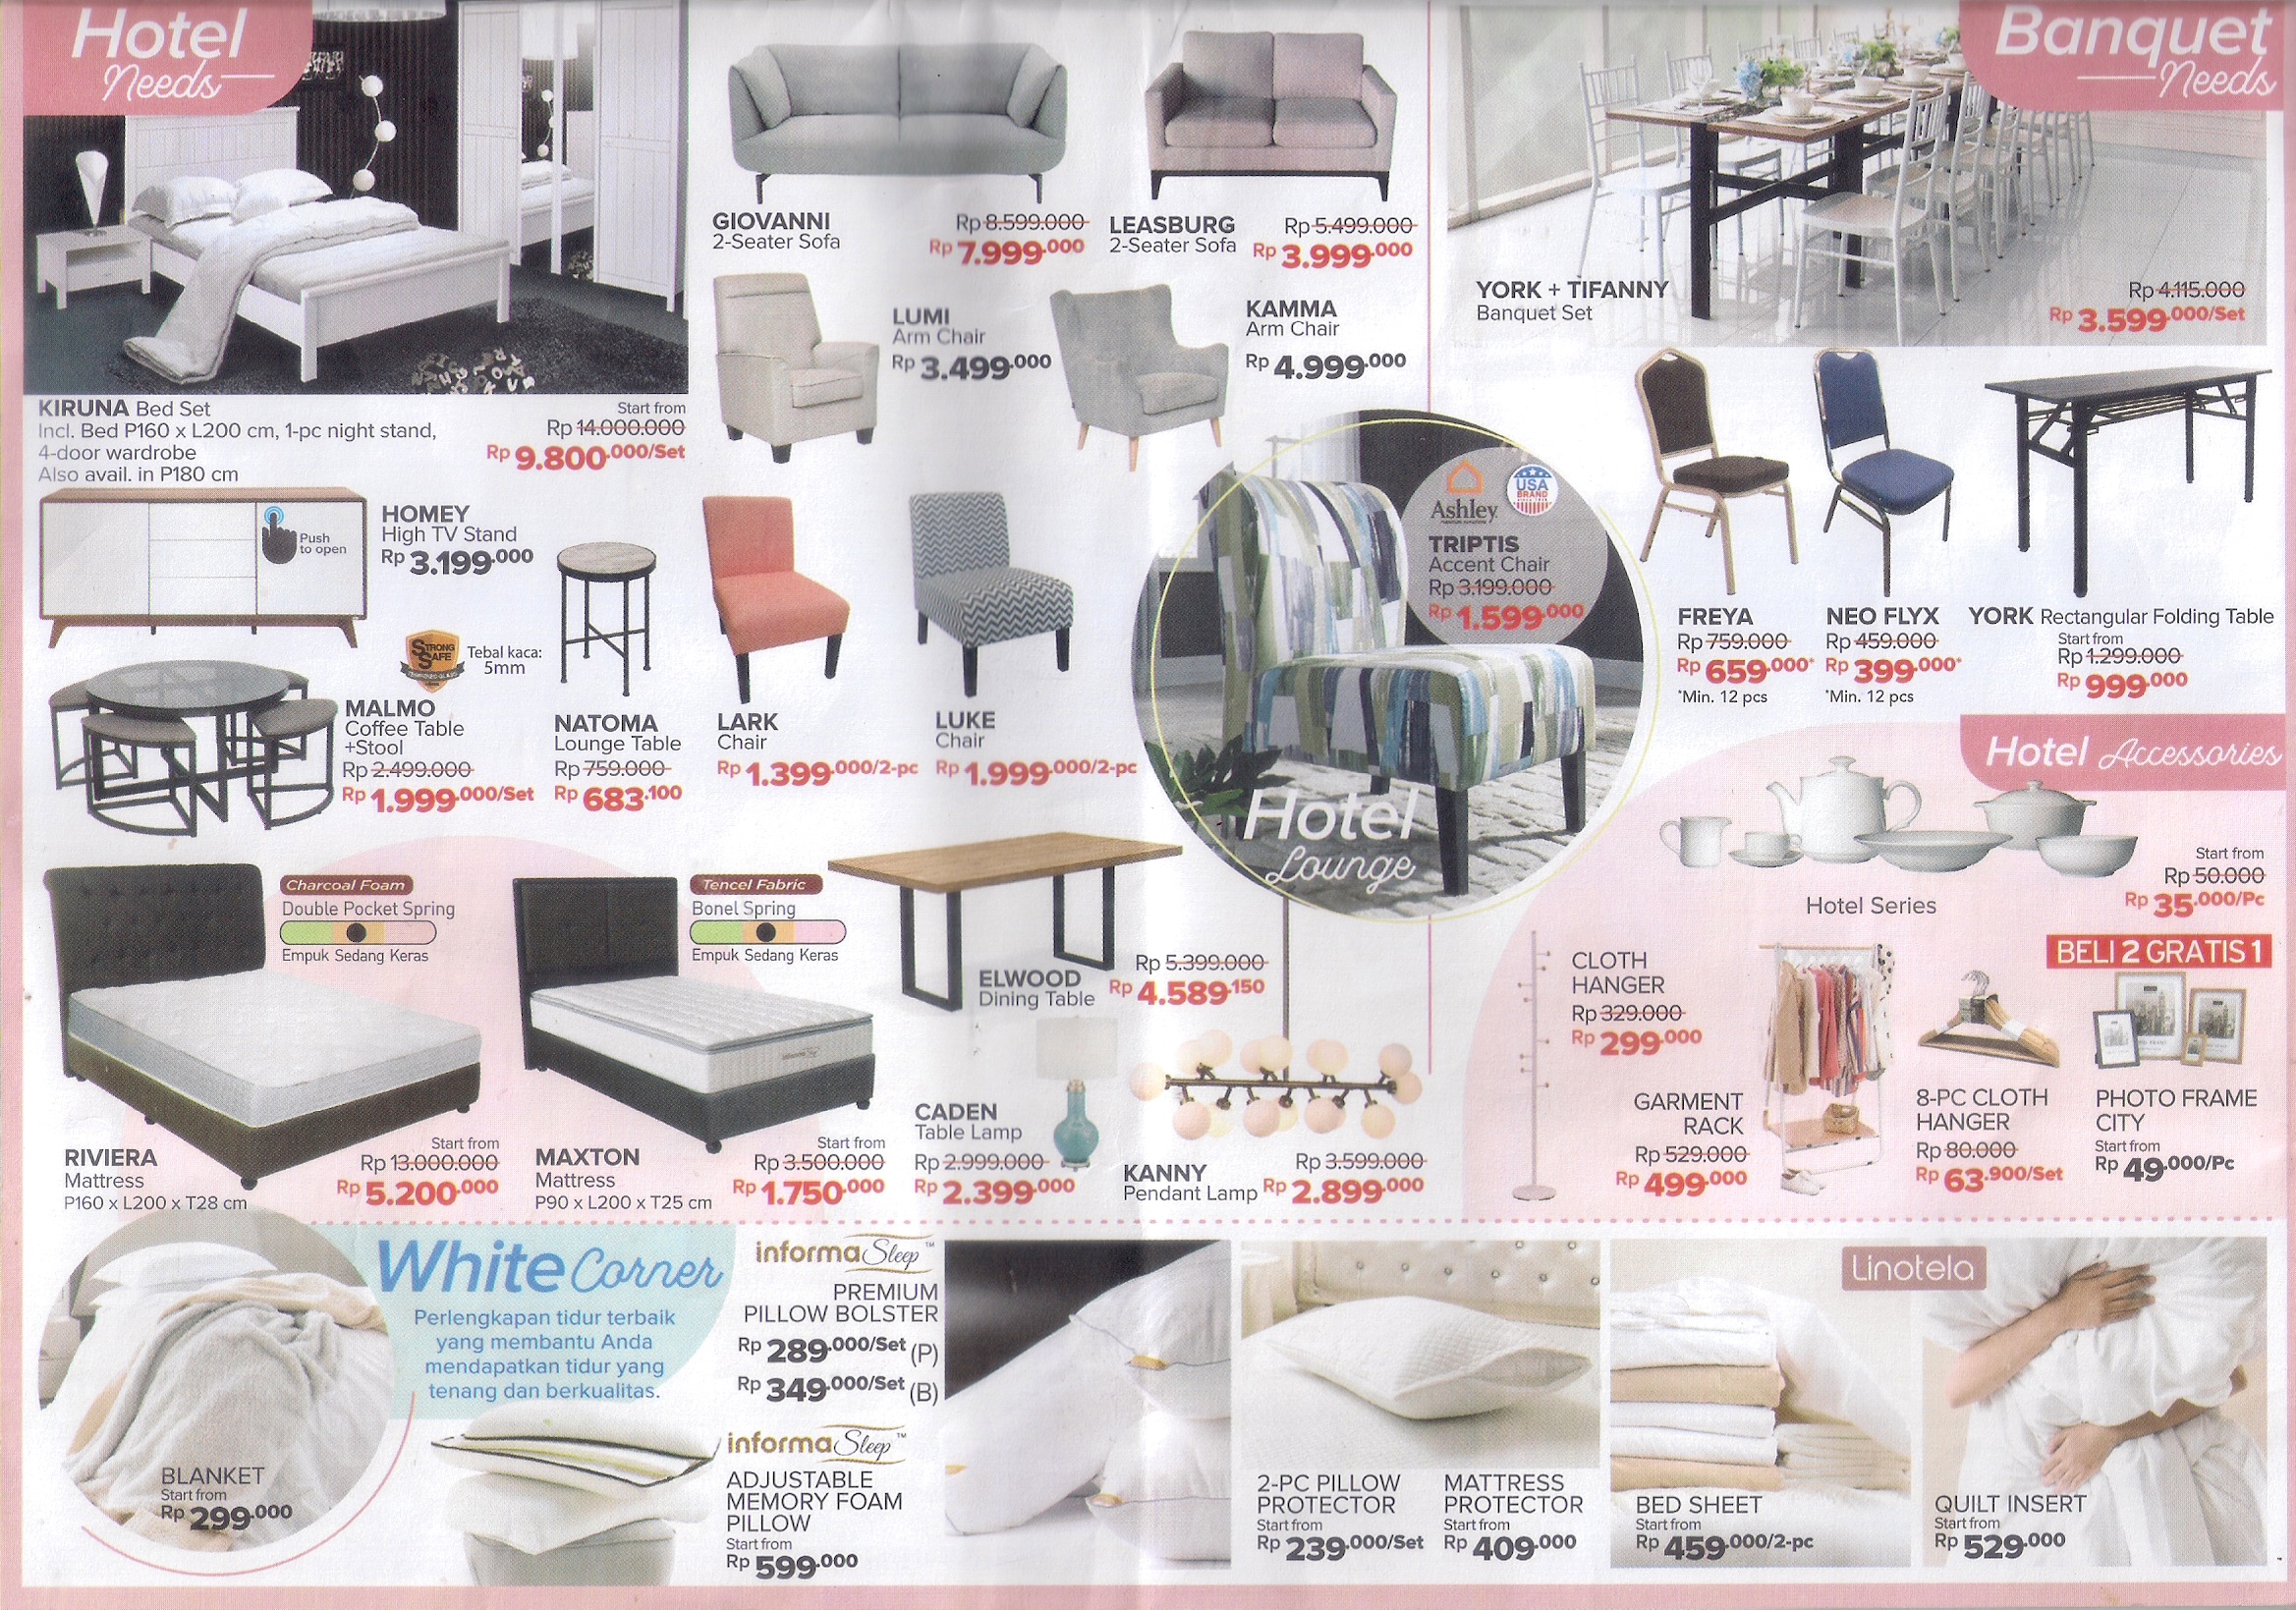 Hotel
Needs
KIRUNA Bed Set
Incl. Bed P160 x L200 cm, 1-pc night stand,
4-door wardrobe
Also avail. in P180 cm
Start from
Rp 14.000.000
Rp 9.800.000/Set
GIOVANNI
2-Seater Sofa
Rp 8.599.000
Rp 7.999.000
LEASBURG
2-Seater Sofa
Rp 5.499.000
Rp 3.999.000
LUMI
Arm Chair
Rp 3.499.000
KAMMA
Arm Chair
Rp 4.999.000
Banquet
Needs
YORK + TIFANNY
Banquet Set
Rp 4.115.000
Rp 3.599.000/Set
Push
to open
HOMEY
High TV Stand
Rp 3.199.000
STRONG
SAFE
Tebal kaca:
5mm
MALMO
Coffee Table
+Stool
Rp 2.499.000
Rp 1.999.000/Set
NATOMA
Lounge Table
Rp 759.000
Rp 683.100
LARK
Chair
Rp 1.399.000/2-pc
LUKE
Chair
Rp 1.999.000/2-pc
Ashley
USA
BRAND
TRIPTIS
Accent Chair
Rp 3.199.000
Rp 1.599.000
Hotel
Lounge
FREYA
Rp 759.000
Rp 659.000*
*Min. 12 pcs
NEO FLYX
Rp 459.000
Rp 399.000*
*Min. 12 pcs
YORK Rectangular Folding Table
Start from
Rp 1.299.000
Rp 999.000
Hotel Accessories
Hotel Series
Start from
Rp 50.000
Rp 35.000/Pc
Charcoal Foam
Double Pocket Spring
Empuk Sedang Keras
RIVIERA
Mattress
P160 x L200 x T28 cm
Start from
Rp 13.000.000
Rp 5.200.000
Tencel Fabric
Bonel Spring
Empuk Sedang Keras
MAXTON
Mattress
P90 x L200 x T25 cm
Start from
Rp 3.500.000
Rp 1.750.000
ELWOOD
Dining Table
Rp 5.399.000
Rp 4.589.150
CADEN
Table Lamp
Rp 2.999.000
Rp 2.399.000
KANNY
Pendant Lamp
Rp 3.599.000
Rp 2.899.000
CLOTH
HANGER
Rp 329.000
Rp 299.000
GARMENT
RACK
Rp 529.000
Rp 499.000
8-PC CLOTH
HANGER
Rp 80.000
Rp 63.900/Set
BELI 2 GRATIS 1
PHOTO FRAME
CITY
Start from
Rp 49.000/Pc
White Corner
Perlengkapan tidur terbaik
yang membantu Anda
mendapatkan tidur yang
tenang dan berkualitas.
BLANKET
Start from
Rp 299.000
informa Sleep™
PREMIUM
PILLOW BOLSTER
Rp 289.000/Set (P)
Rp 349.000/Set (B)
informa Sleep™
ADJUSTABLE
MEMORY FOAM
PILLOW
Start from
Rp 599.000
2-PC PILLOW
PROTECTOR
Start from
Rp 239.000/Set
MATTRESS
PROTECTOR
Start from
Rp 409.000
Linotela
BED SHEET
Start from
Rp 459.000/2-pc
QUILT INSERT
Start from
Rp 529.000